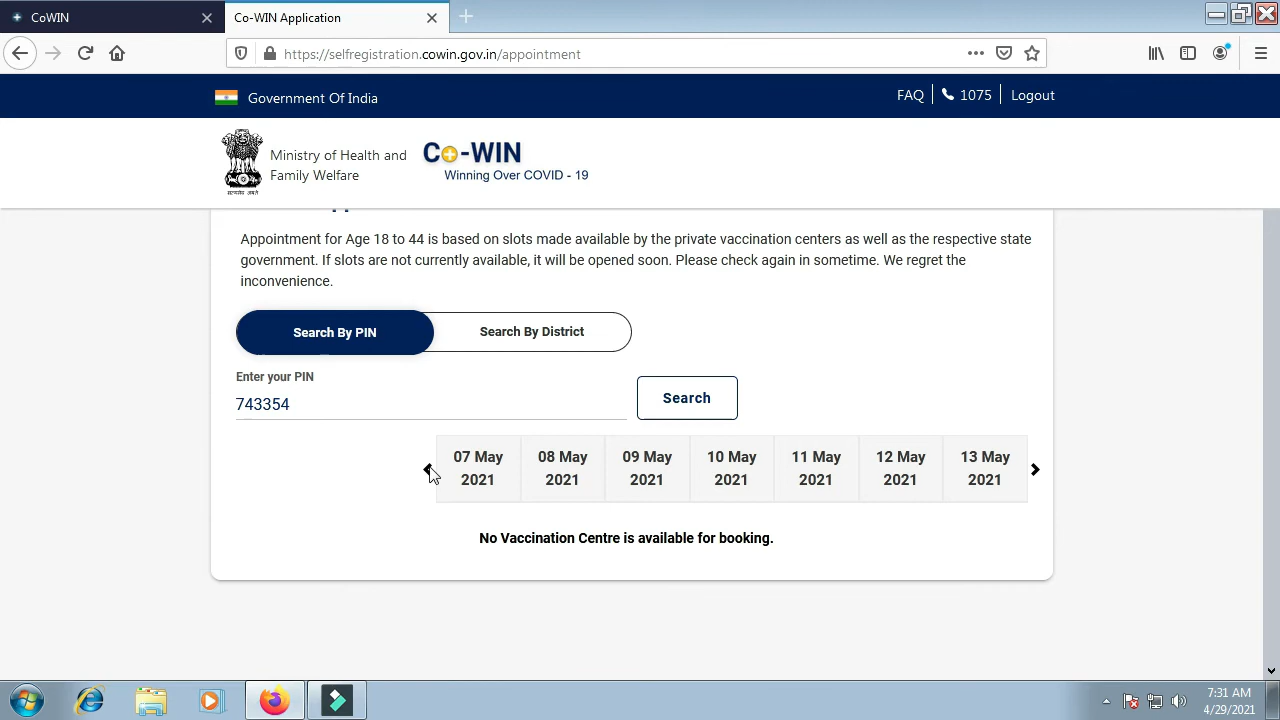 CoWIN
Co-WIN Application
https://selfregistration.cowin.gov.in/appointment
Government Of India
FAQ
1075
Logout
Ministry of Health and
Family Welfare
Co-WIN
Winning Over COVID - 19
Appointment for Age 18 to 44 is based on slots made available by the private vaccination centers as well as the respective state
government. If slots are not currently available, it will be opened soon. Please check again in sometime. We regret the
inconvenience.
Search By PIN
Search By District
Enter your PIN
743354
Search
07 May
2021
08 May
2021
09 May
2021
10 May
2021
11 May
2021
12 May
2021
13 May
2021
No Vaccination Centre is available for booking.
7:31 AM
4/29/2021